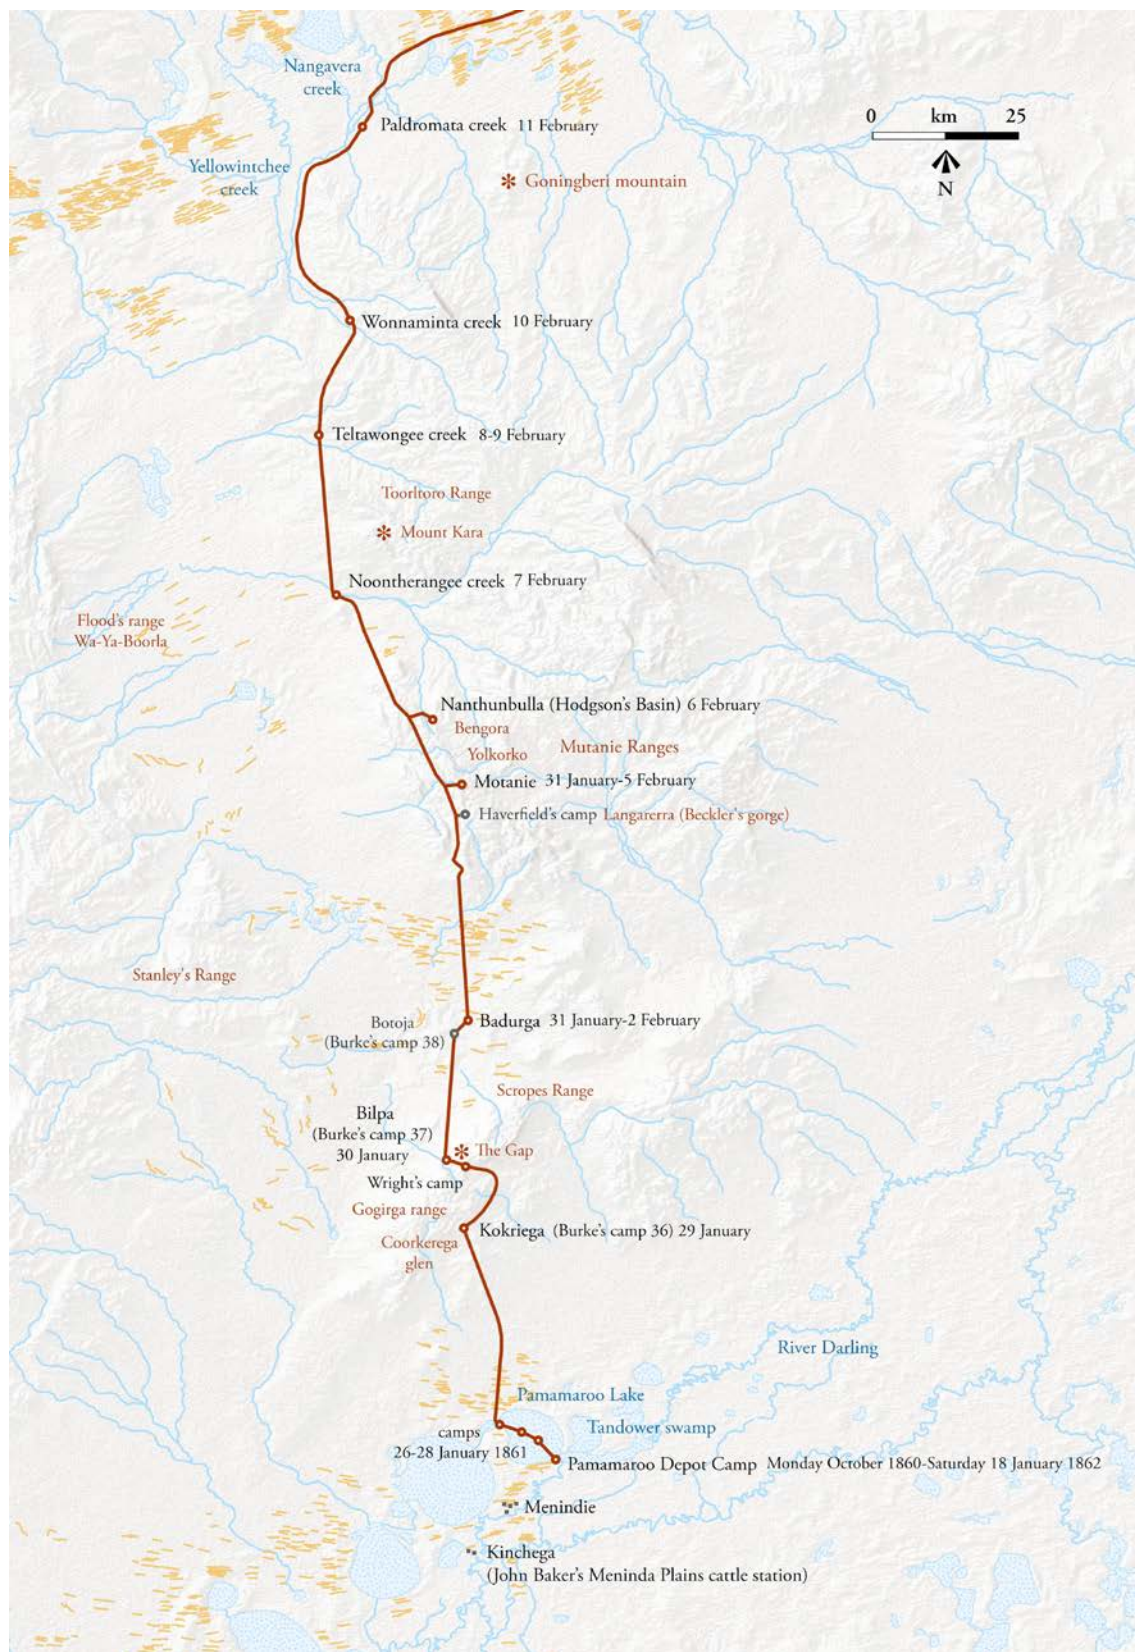 Nangavera
creek
0 km 25
N
Paldromata creek 11 February
Yellowintchee
creek
Goningberi mountain
Wonnaminta creek 10 February
Teltawongee creek 8-9 February
Toorltoro Range
Mount Kara
Noontherangee creek 7 February
Flood's range
Wa-Ya-Boorla
Nanthunbulla (Hodgson's Basin) 6 February
Bengora
Yolkorko
Mutanie Ranges
Motanie 31 January-5 February
Haverfield's camp Langarerra (Beckler's gorge)
Stanley's Range
Badurga 31 January-2 February
Botoja
(Burke's camp 38)
Scropes Range
Bilpa
(Burke's camp 37)
30 January
The Gap
Wright's camp
Gogirga range
Kokriega (Burke's camp 36) 29 January
Coorkerega
glen
River Darling
Pamamaroo Lake
Tandower swamp
camps
26-28 January 1861
Pamamaroo Depot Camp Monday October 1860-Saturday 18 January 1862
Menindie
Kinchega
(John Baker's Meninda Plains cattle station)